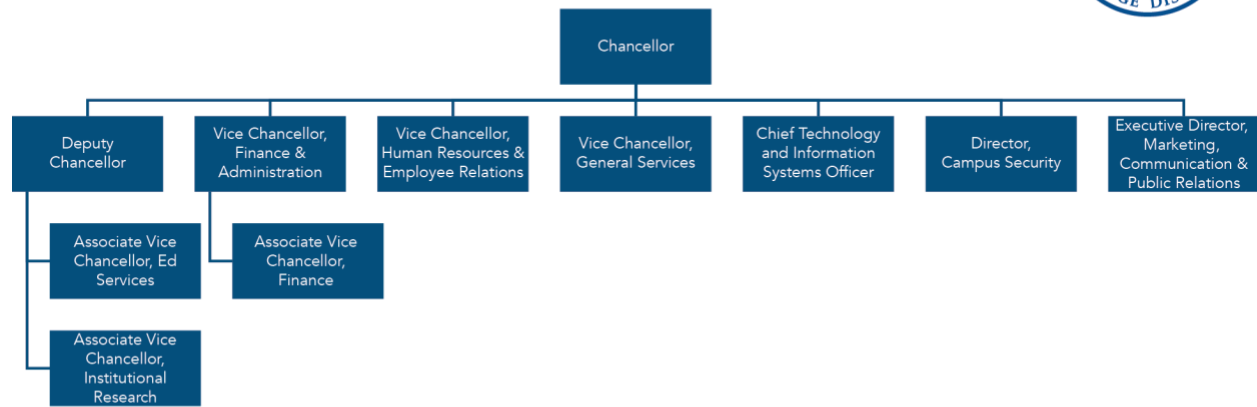 Chancellor
Deputy
Chancellor
Vice Chancellor,
Finance &
Administration
Vice Chancellor,
Human Resources &
Employee Relations
Vice Chancellor,
General Services
Chief Technology
and Information
Systems Officer
Director,
Campus Security
Executive Director,
Marketing,
Communication &
Public Relations
Associate Vice
Chancellor, Ed
Services
Associate Vice
Chancellor,
Finance
Associate Vice
Chancellor,
Institutional
Research